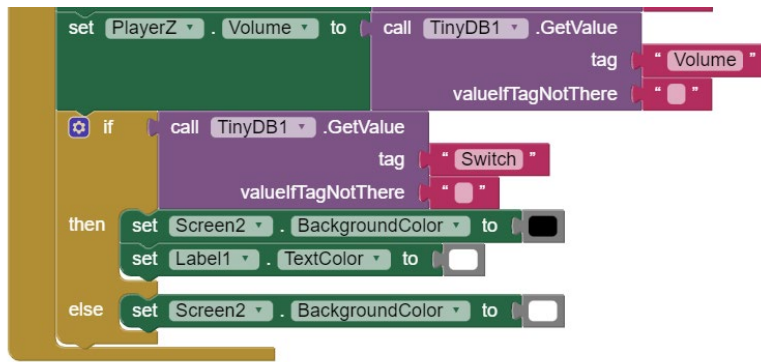 set PlayerZ . Volume to call TinyDB1 .GetValue
tag " Volume "
valueIfTagNotThere " "
if call TinyDB1 .GetValue
tag " Switch "
valueIfTagNotThere " "
then set Screen2 . BackgroundColor to
set Label1 . TextColor to
else set Screen2 . BackgroundColor to